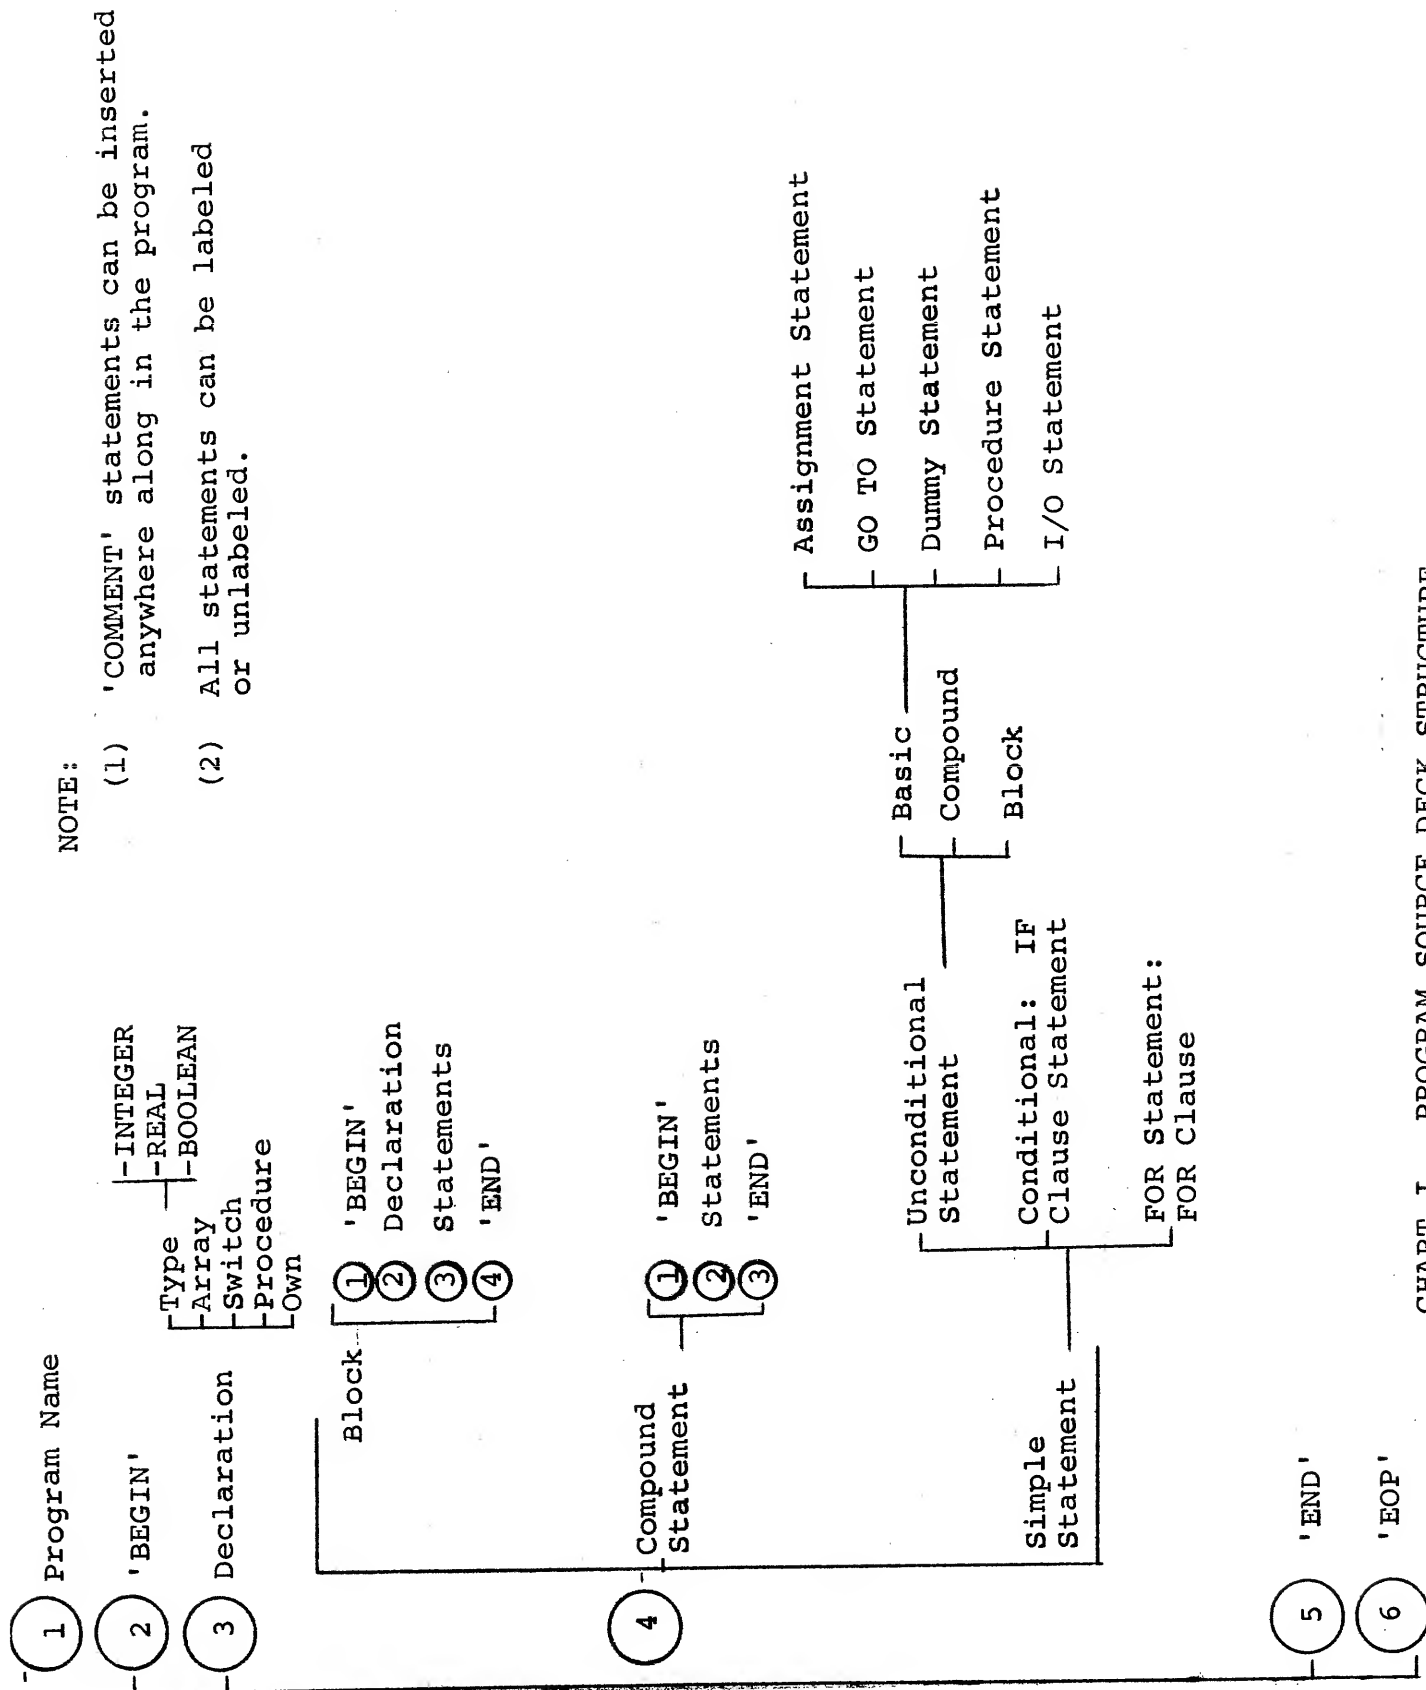 NOTE:
(1) 'COMMENT' statements can be inserted
anywhere along in the program.
(2) All statements can be labeled
or unlabeled.
1 Program Name
2 'BEGIN'
3 Declaration
Type
Array
Switch
Procedure
Own
-INTEGER
-REAL
-BOOLEAN
4
Block
1 'BEGIN'
2 Declaration
3 Statements
4 'END'
Compound
Statement
1 'BEGIN'
2 Statements
3 'END'
Simple
Statement
Unconditional
Statement
Conditional: IF
Clause Statement
FOR Statement:
FOR Clause
Basic
Compound
Block
Assignment Statement
GO TO Statement
Dummy Statement
Procedure Statement
I/O Statement
5 'END'
6 'EOP'
CHART I PROGRAM SOURCE DECK STRUCTURE